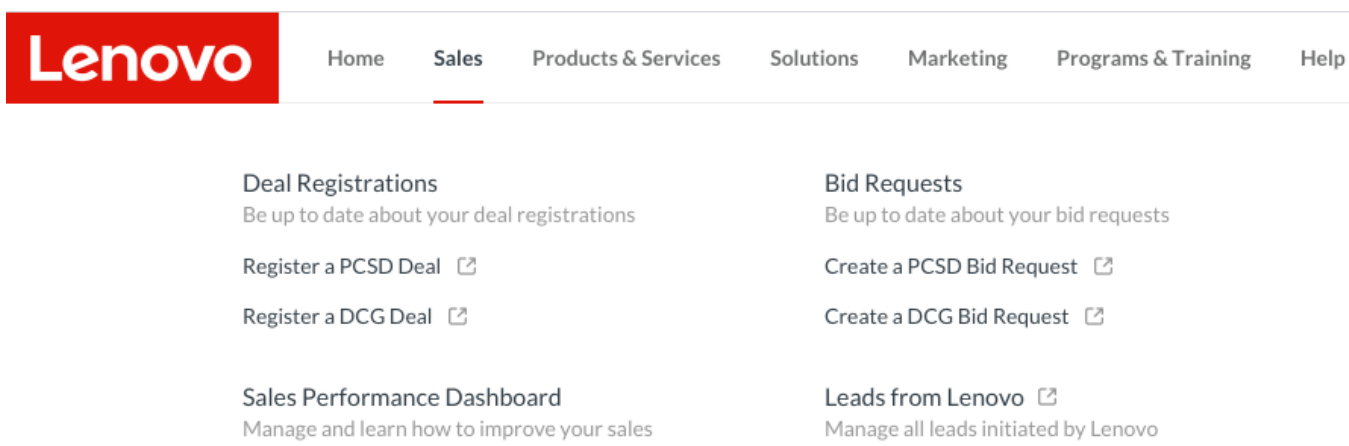 Lenovo
Home Sales Products & Services Solutions Marketing Programs & Training Help
Deal Registrations
Be up to date about your deal registrations
Register a PCSD Deal
Register a DCG Deal
Bid Requests
Be up to date about your bid requests
Create a PCSD Bid Request
Create a DCG Bid Request
Sales Performance Dashboard
Manage and learn how to improve your sales
Leads from Lenovo
Manage all leads initiated by Lenovo